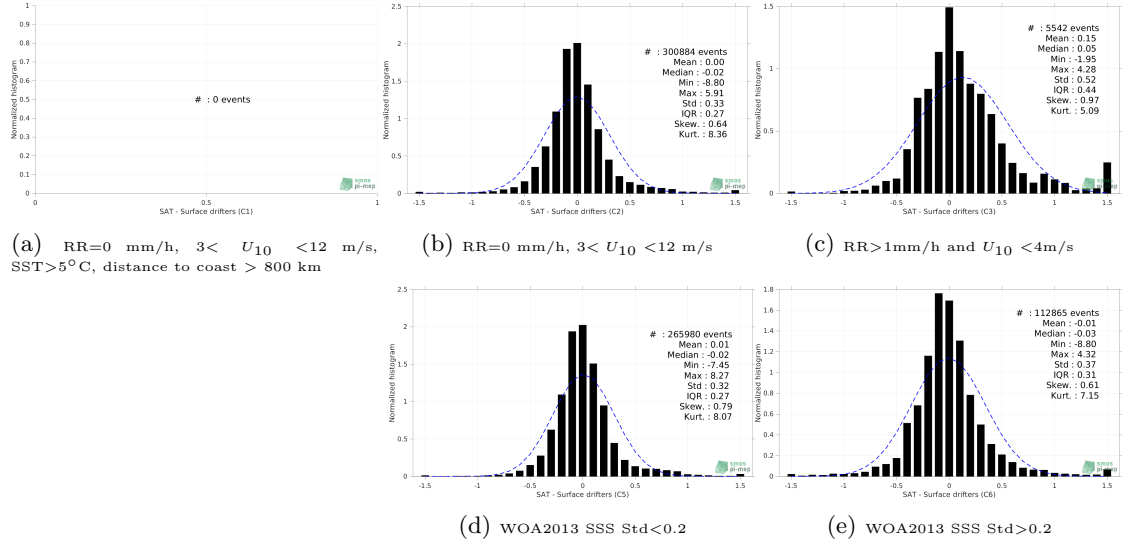 1
0.9
0.8
0.7
0.6
0.5
0.4
0.3
0.2
0.1
0
Normalized histogram
# : 0 events
smos
pi-mep
0 0.5 1
SAT - Surface drifters (C1)
(a) RR=0 mm/h, 3< U10 <12 m/s,
SST>5°C, distance to coast > 800 km
2.5
2
1.5
1
0.5
0
Normalized histogram
# : 300884 events
Mean : 0.00
Median : -0.02
Min : -8.80
Max : 5.91
Std : 0.33
IQR : 0.27
Skew. : 0.64
Kurt. : 8.36
smos
pi-mep
-1.5 -1 -0.5 0 0.5 1 1.5
SAT - Surface drifters (C2)
(b) RR=0 mm/h, 3< U10 <12 m/s
1.5
1
0.5
0
Normalized histogram
# : 5542 events
Mean : 0.15
Median : 0.05
Min : -1.95
Max : 4.28
Std : 0.52
IQR : 0.44
Skew. : 0.97
Kurt. : 5.09
smos
pi-mep
-1.5 -1 -0.5 0 0.5 1 1.5
SAT - Surface drifters (C3)
(c) RR>1mm/h and U10 <4m/s
2.5
2
1.5
1
0.5
0
Normalized histogram
# : 265980 events
Mean : 0.01
Median : -0.02
Min : -7.45
Max : 8.27
Std : 0.32
IQR : 0.27
Skew. : 0.79
Kurt. : 8.07
smos
pi-mep
-1.5 -1 -0.5 0 0.5 1 1.5
SAT - Surface drifters (C5)
(d) WOA2013 SSS Std<0.2
1.8
1.6
1.4
1.2
1
0.8
0.6
0.4
0.2
0
Normalized histogram
# : 112865 events
Mean : -0.01
Median : -0.03
Min : -8.80
Max : 4.32
Std : 0.37
IQR : 0.31
Skew. : 0.61
Kurt. : 7.15
smos
pi-mep
-1.5 -1 -0.5 0 0.5 1 1.5
SAT - Surface drifters (C6)
(e) WOA2013 SSS Std>0.2